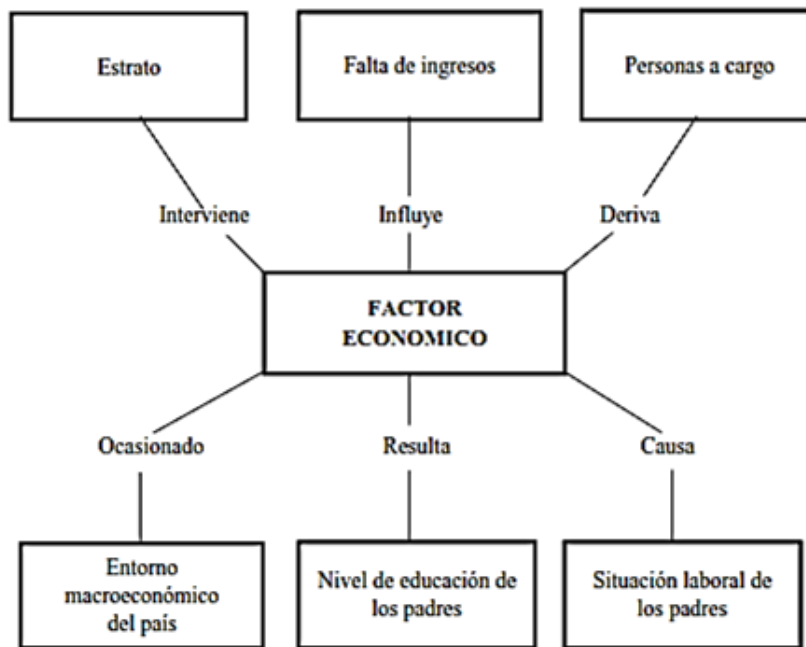 Estrato
Falta de ingresos
Personas a cargo
Interviene
Influye
Deriva
FACTOR
ECONOMICO
Ocasionado
Resulta
Causa
Entorno
macroeconómico
del país
Nivel de educación de
los padres
Situación laboral de
los padres